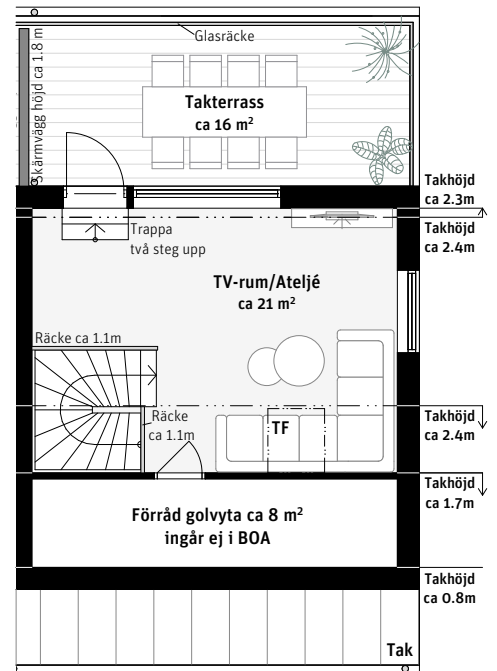 Glasräcke
Skärmvägg höjd ca 1.8 m
Takterrass
ca 16 m²
Takhöjd
ca 2.3m
Takhöjd
ca 2.4m
Trappa
två steg upp
TV-rum/Ateljé
ca 21 m²
Räcke ca 1.1m
Räcke
ca 1.1m
TF
Takhöjd
ca 2.4m
Takhöjd
ca 1.7m
Förråd golvyta ca 8 m²
ingår ej i BOA
Takhöjd
ca 0.8m
Tak